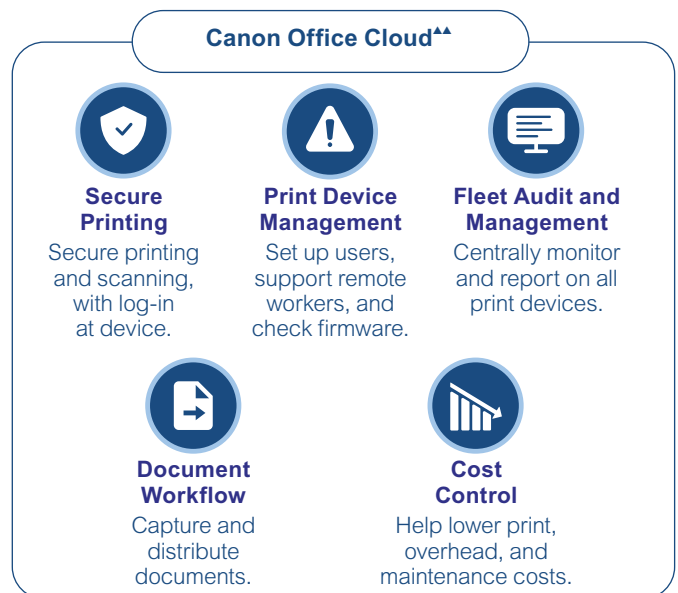 Canon Office Cloud▲▲
Secure
Printing
Secure printing
and scanning,
with log-in
at device.
Print Device
Management
Set up users,
support remote
workers, and
check firmware.
Fleet Audit and
Management
Centrally monitor
and report on all
print devices.
Document
Workflow
Capture and
distribute
documents.
Cost
Control
Help lower print,
overhead, and
maintenance costs.